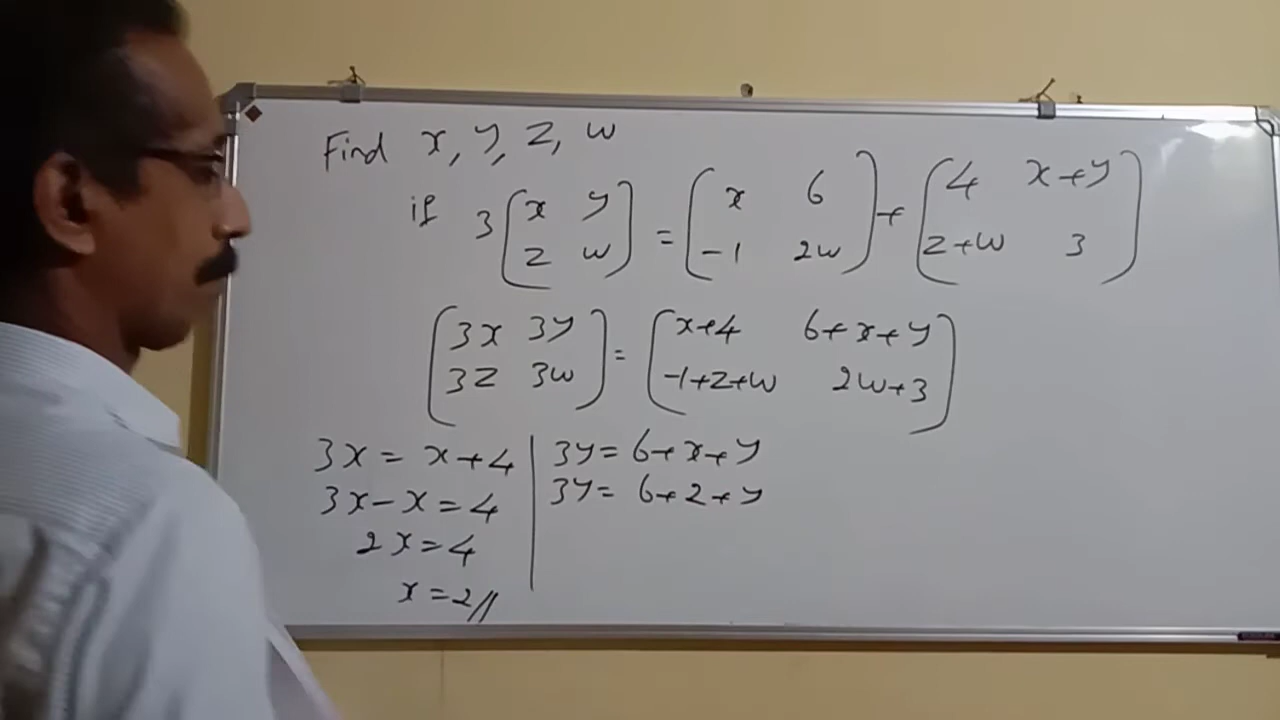 Find x, y, z, w
if 3 (x y z w) = (x 6 -1 2w) + (4 x+y z+w 3)
(3x 3y 3z 3w) = (x+4 6+x+y -1+z+w 2w+3)
3x = x+4
3x-x=4
2x=4
x=2//
3y= 6+x+y
3y= 6+2+y